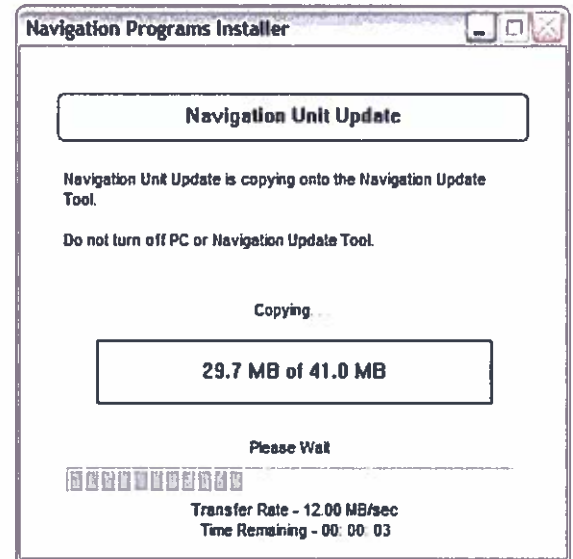 Navigation Programs Installer
Navigation Unit Update
Navigation Unit Update is copying onto the Navigation Update
Tool.
Do not turn off PC or Navigation Update Tool.
Copying...
29.7 MB of 41.0 MB
Please Wait
Transfer Rate - 12.00 MB/sec
Time Remaining - 00: 00: 03